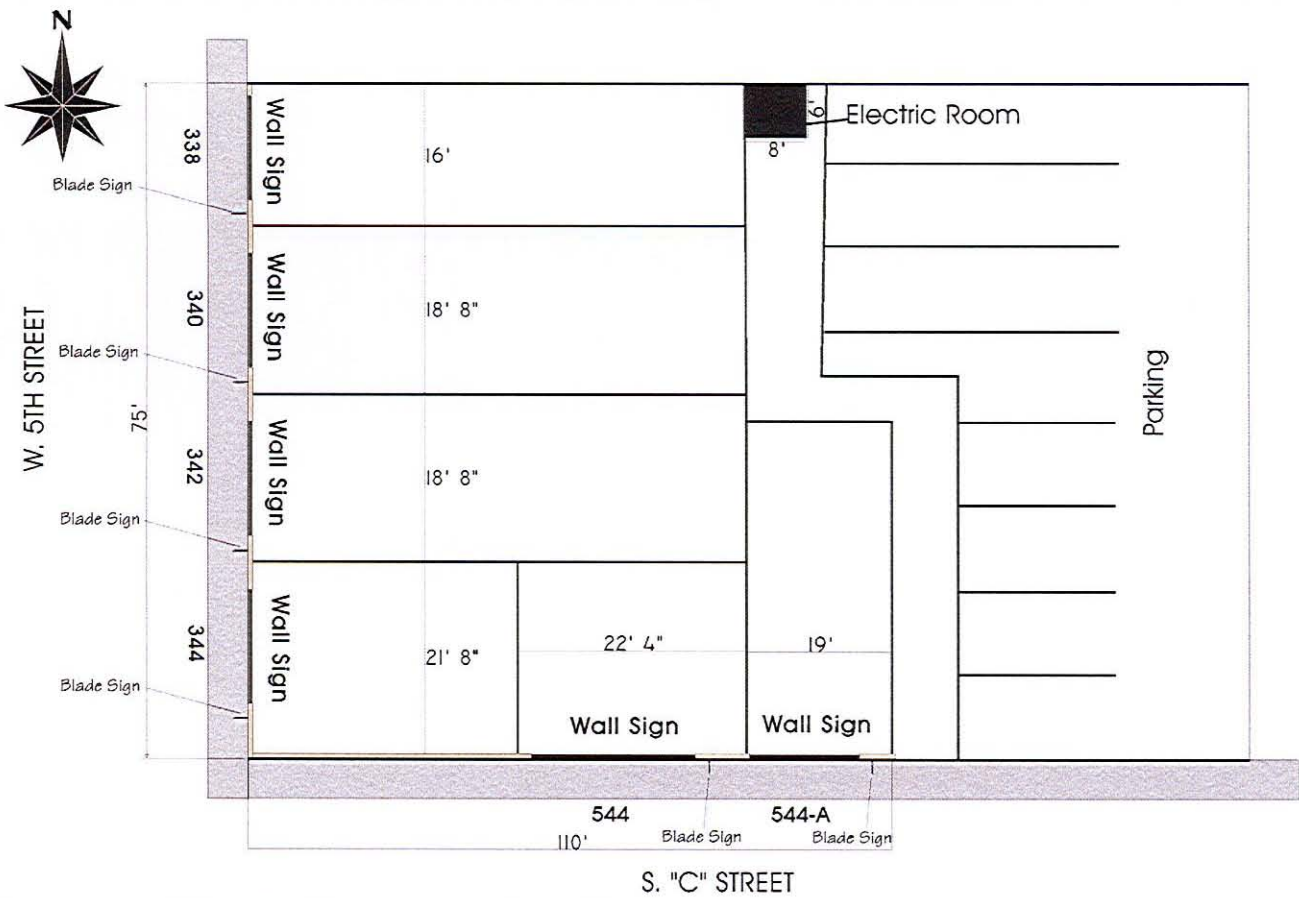 N
338
Wall Sign
16'
6'
Electric Room
8'
Blade Sign
W. 5TH STREET
75'
340
Wall Sign
18' 8"
Blade Sign
342
Wall Sign
18' 8"
Parking
Blade Sign
344
Wall Sign
21' 8"
22' 4"
19'
Blade Sign
Wall Sign
Wall Sign
544
544-A
110'
Blade Sign
Blade Sign
S. "C" STREET